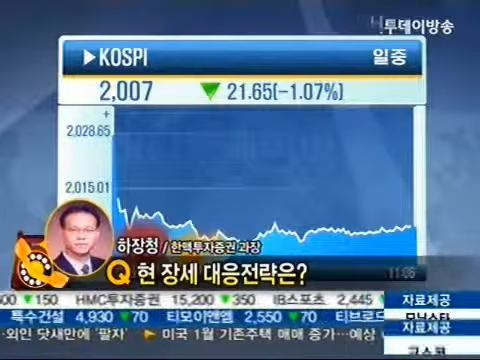 투데이방송
▶KOSPI 일중
2,007 ▼ 21.65(-1.07%)
+
2,028.65
2,015.01
하장청 / 한맥투자증권 과장
Q 현 장세 대응전략은?
11:06
▼150 HMC투자증권 15,200 ▼350 IB스포츠 2,445 자료제공
특수건설 4,930 ▼70 티모이앤엠 2,550 ▼70 티브로드
외인 닷새만에 '팔자' ▶ 미국 1월 기존주택 매매 증가…예상 자료제공